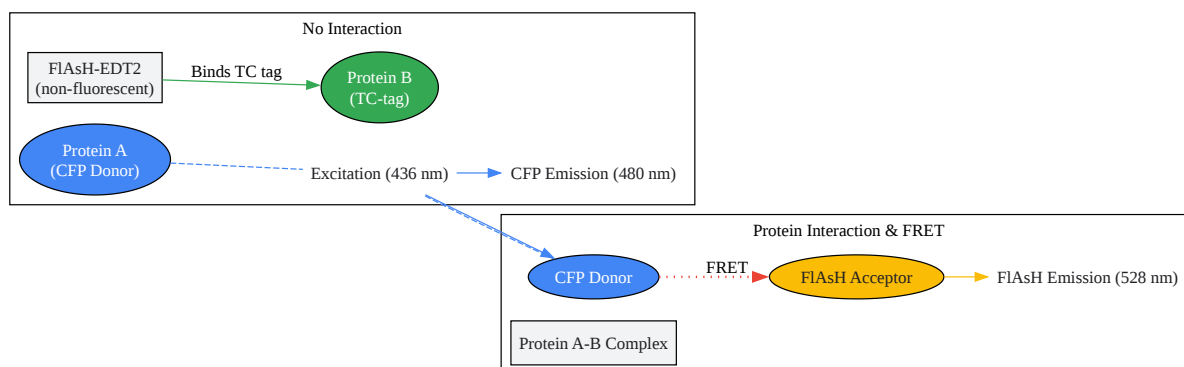 No Interaction
FlAsH-EDT2
(non-fluorescent)
Binds TC tag
Protein B
(TC-tag)
Protein A
(CFP Donor)
Excitation (436 nm)
CFP Emission (480 nm)
Protein Interaction & FRET
CFP Donor
FRET
FlAsH Acceptor
FlAsH Emission (528 nm)
Protein A-B Complex